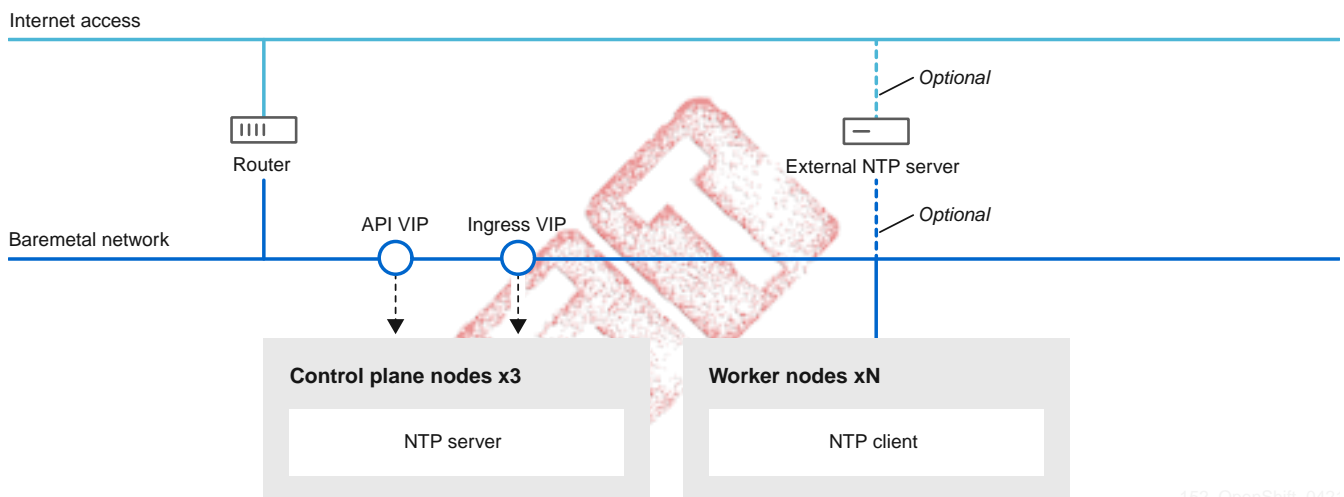 Internet access
Optional
Router
External NTP server
Optional
API VIP
Ingress VIP
Baremetal network
Control plane nodes x3
Worker nodes xN
NTP server
NTP client